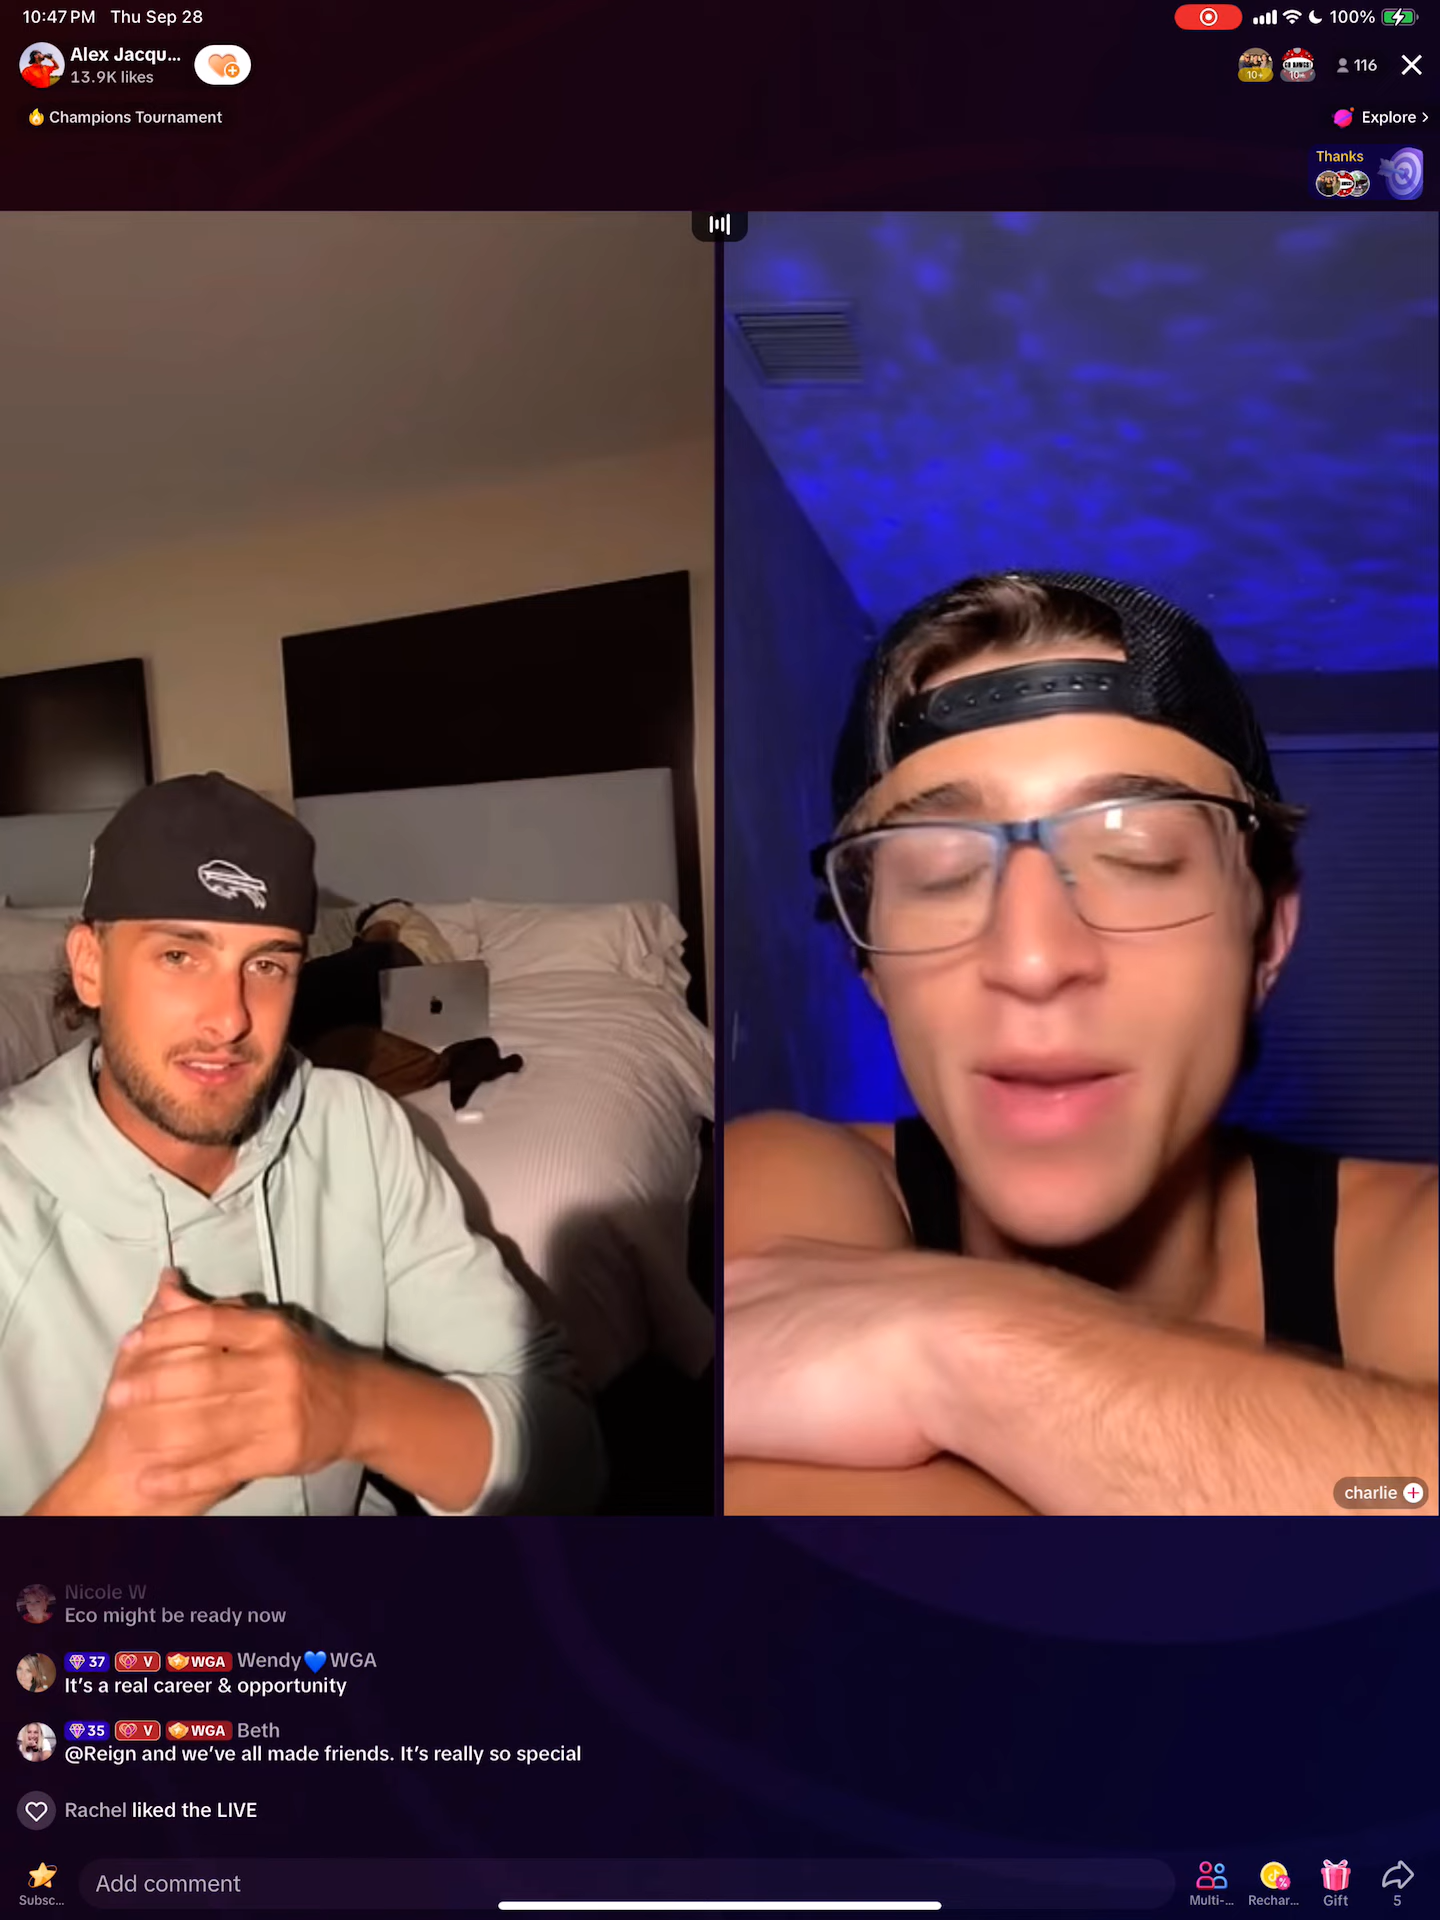 10:47 PM Thu Sep 28
100%
Alex Jacqu...
13.9K likes
10+
10+
116
Champions Tournament
Explore >
Thanks
charlie
Nicole W
Eco might be ready now
37 V WGA Wendy💙WGA
It's a real career & opportunity
35 V WGA Beth
@Reign and we've all made friends. It's really so special
Rachel liked the LIVE
Subsc...
Add comment
Multi-...
Rechar...
Gift
5